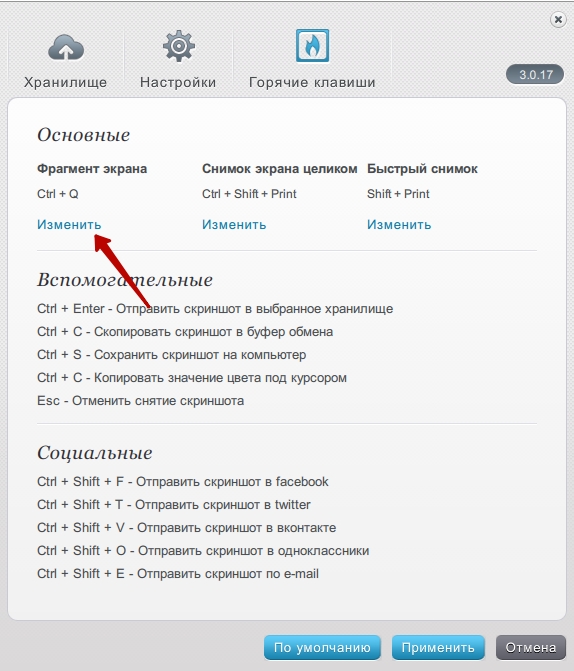 Хранилище Настройки Горячие клавиши
3.0.17
Основные
Фрагмент экрана Снимок экрана целиком Быстрый снимок
Ctrl + Q Ctrl + Shift + Print Shift + Print
Изменить Изменить Изменить
Вспомогательные
Ctrl + Enter - Отправить скриншот в выбранное хранилище
Ctrl + C - Скопировать скриншот в буфер обмена
Ctrl + S - Сохранить скриншот на компьютер
Ctrl + C - Копировать значение цвета под курсором
Esc - Отменить снятие скриншота
Социальные
Ctrl + Shift + F - Отправить скриншот в facebook
Ctrl + Shift + T - Отправить скриншот в twitter
Ctrl + Shift + V - Отправить скриншот в вконтакте
Ctrl + Shift + O - Отправить скриншот в одноклассники
Ctrl + Shift + E - Отправить скриншот по e-mail
По умолчанию Применить Отмена